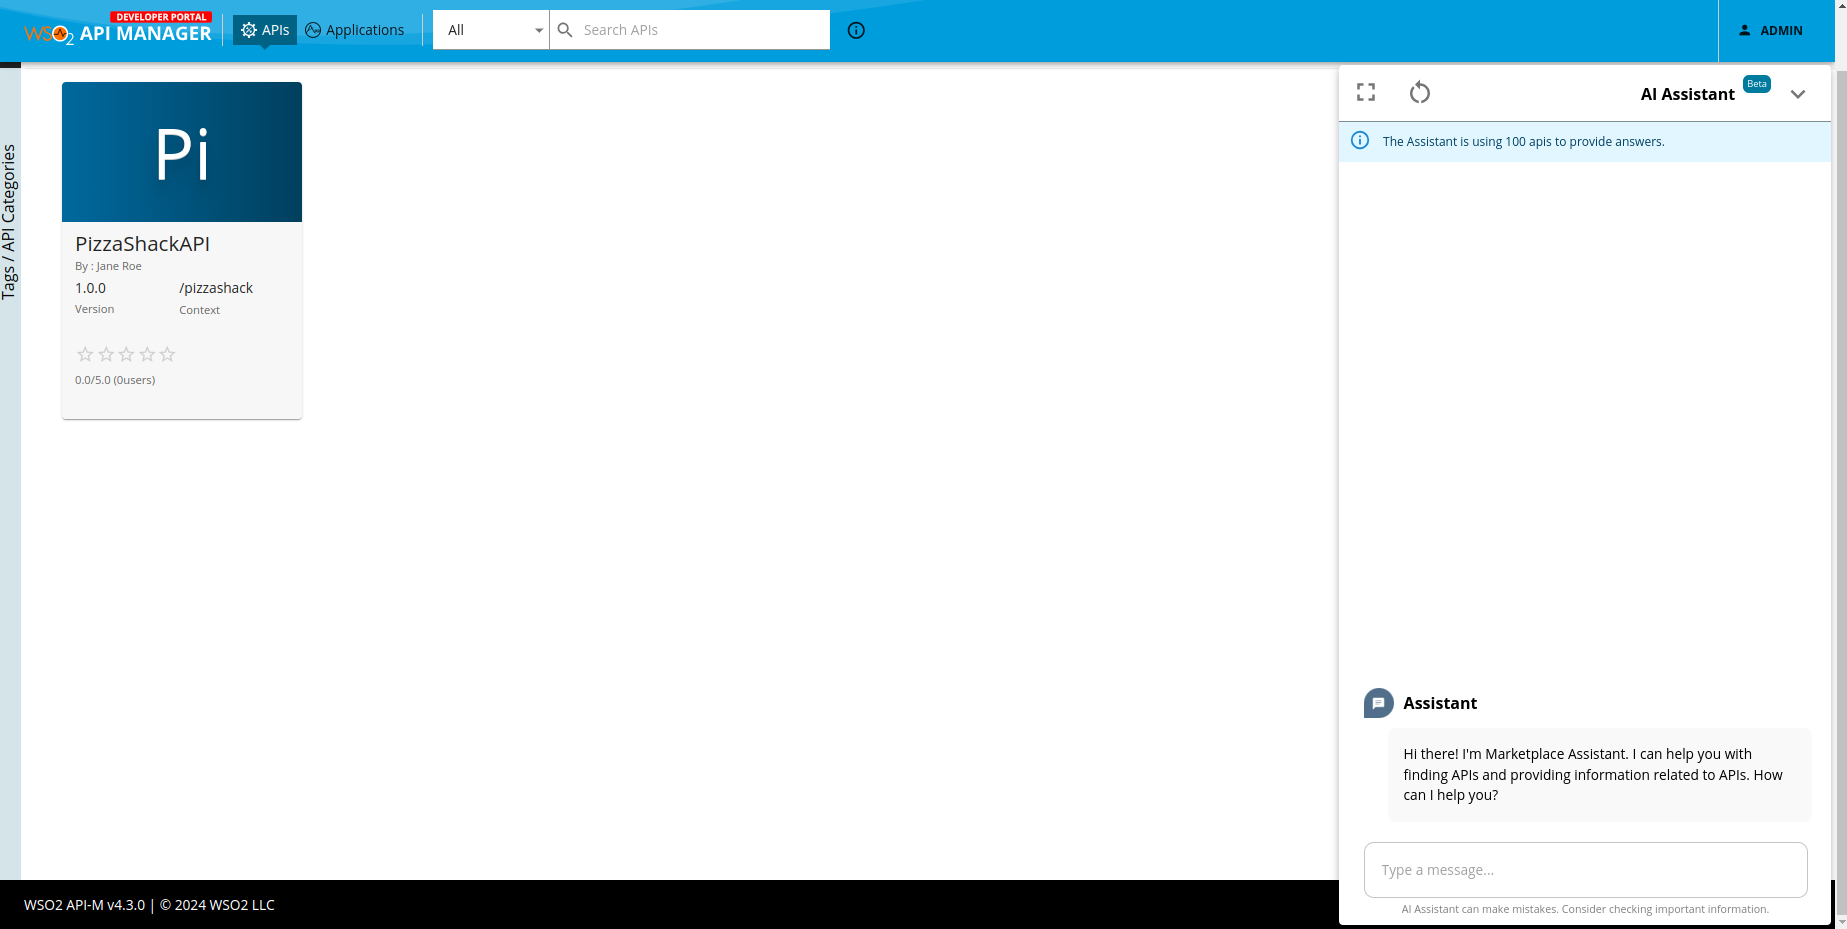 DEVELOPER PORTAL
WSO2 API MANAGER
APIs
Applications
All
Search APIs
ADMIN
Tags / API Categories
Pi
PizzaShackAPI
By : Jane Roe
1.0.0 /pizzashack
Version Context
0.0/5.0 (0users)
AI Assistant Beta
The Assistant is using 100 apis to provide answers.
Assistant
Hi there! I'm Marketplace Assistant. I can help you with
finding APIs and providing information related to APIs. How
can I help you?
Type a message...
AI Assistant can make mistakes. Consider checking important information.
WSO2 API-M v4.3.0 | © 2024 WSO2 LLC